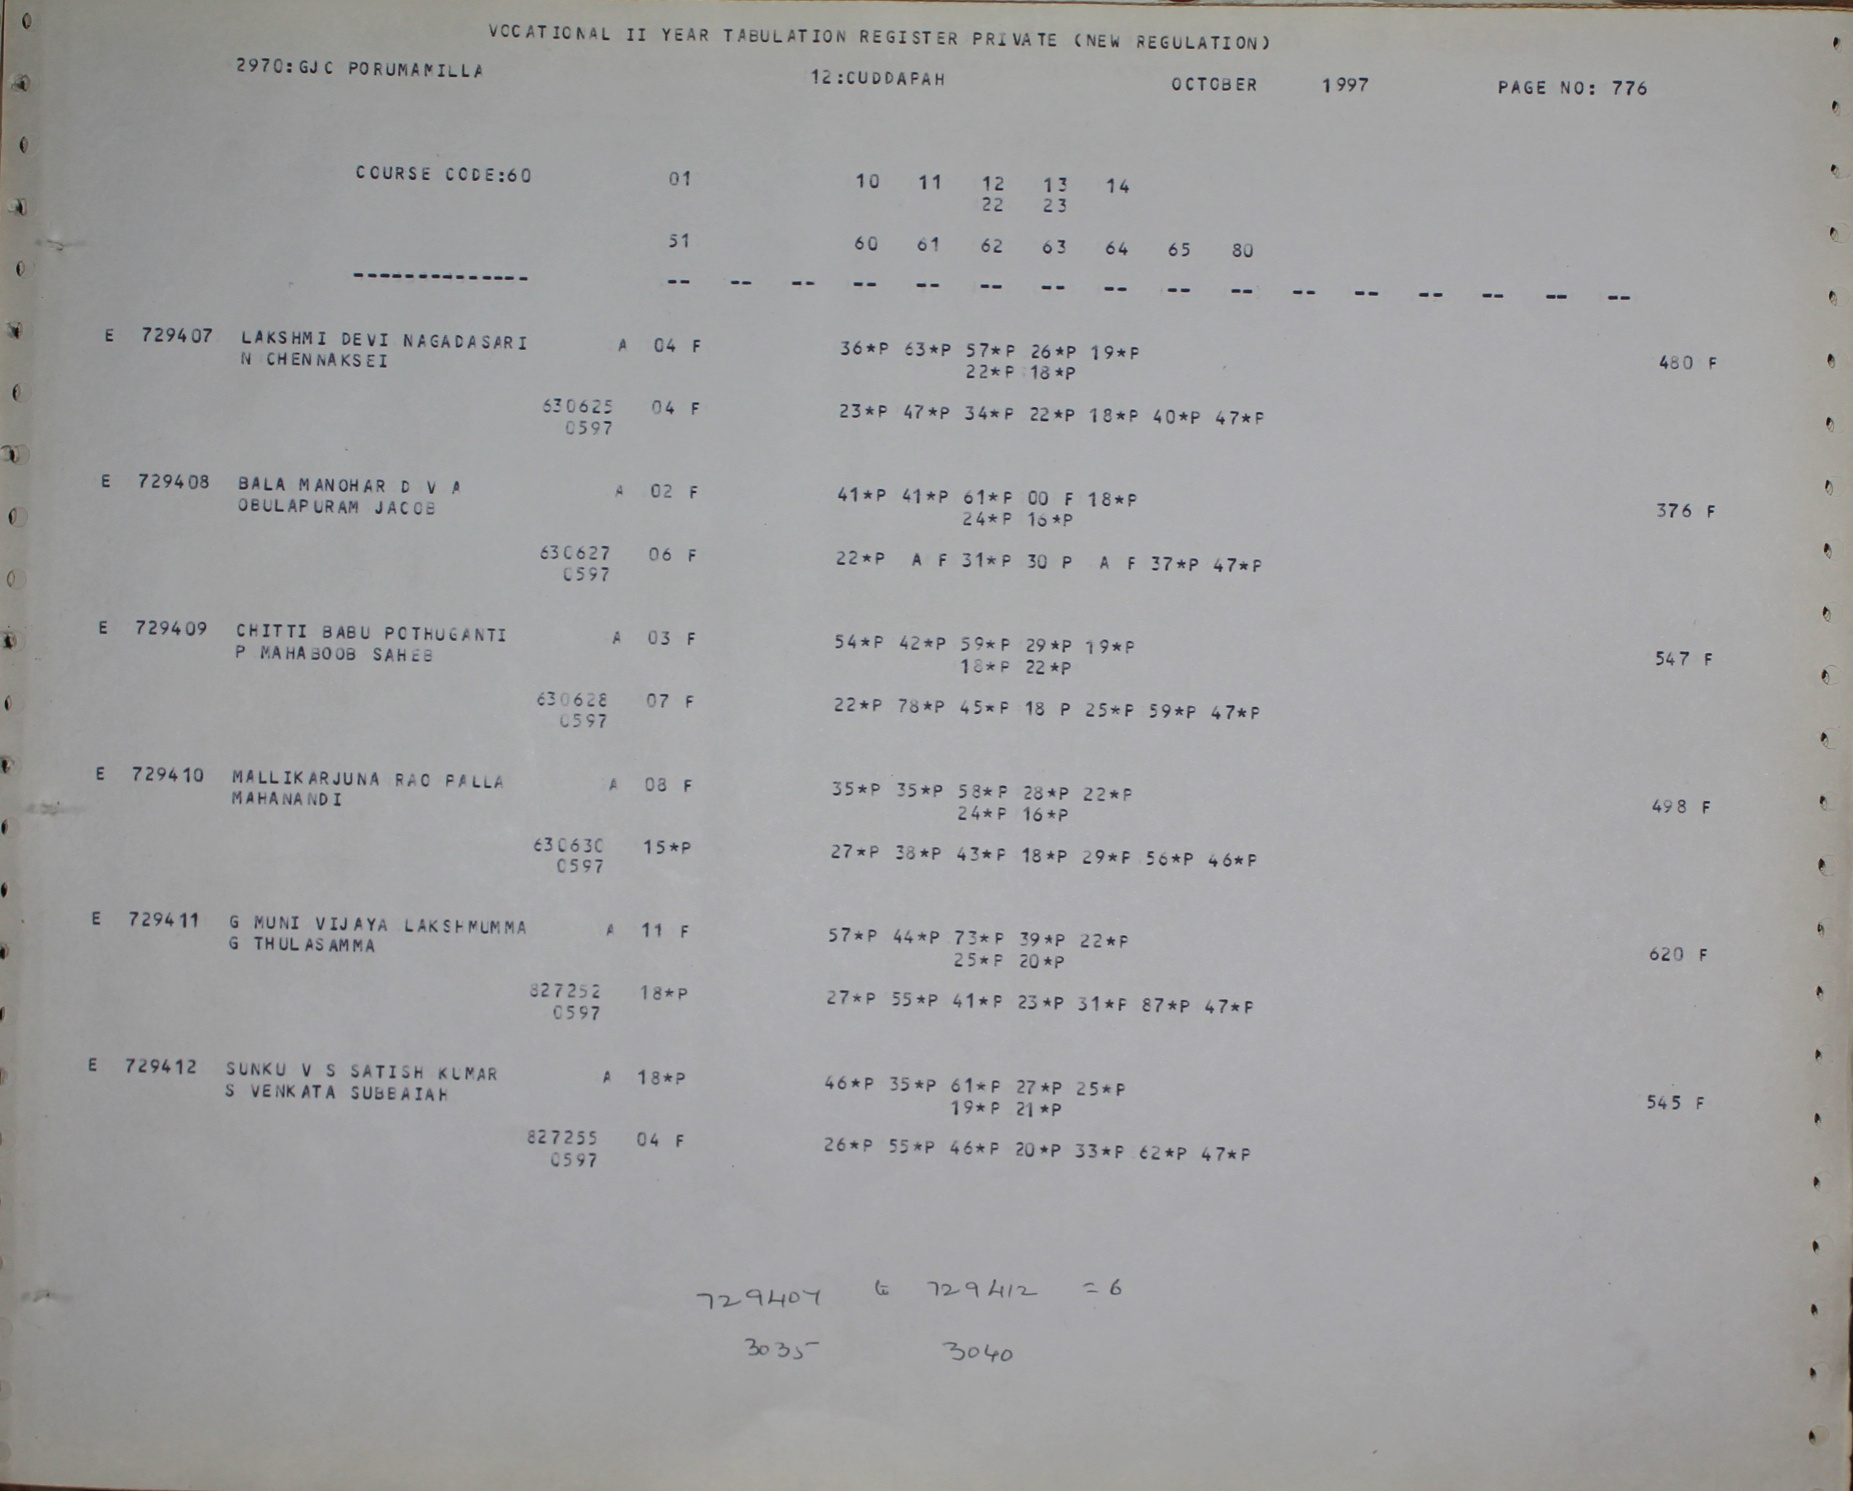 VOCATIONAL II YEAR TABULATION REGISTER PRIVATE (NEW REGULATION)
2970:GJC PORUMAMILLA 12:CUDDAPAH OCTOBER 1997 PAGE NO: 776
COURSE CODE:60 01 10 11 12 13 14
22 23
51 60 61 62 63 64 65 80
-------------- -- -- -- -- -- -- -- -- -- -- -- -- -- -- -- --
E 729407 LAKSHMI DEVI NAGADASARI A 04 F 36*P 63*P 57*P 26*P 19*P
N CHENNAKSEI 22*P 18*P 480 F
630625 04 F 23*P 47*P 34*P 22*P 18*P 40*P 47*P
0597
E 729408 BALA MANOHAR D V A A 02 F 41*P 41*P 61*P 00 F 18*P
OBULAPURAM JACOB 24*P 16*P 376 F
630627 06 F 22*P A F 31*P 30 P A F 37*P 47*P
0597
E 729409 CHITTI BABU POTHUGANTI A 03 F 54*P 42*P 59*P 29*P 19*P
P MAHABOOB SAHEB 18*P 22*P 547 F
630628 07 F 22*P 78*P 45*P 18 P 25*P 59*P 47*P
0597
E 729410 MALLIKARJUNA RAO PALLA A 08 F 35*P 35*P 58*P 28*P 22*P
MAHANANDI 24*P 16*P 498 F
630630 15*P 27*P 38*P 43*P 18*P 29*P 56*P 46*P
0597
E 729411 G MUNI VIJAYA LAKSHMUMMA A 11 F 57*P 44*P 73*P 39*P 22*P
G THULASAMMA 25*P 20*P 620 F
827252 18*P 27*P 55*P 41*P 23*P 31*P 87*P 47*P
0597
E 729412 SUNKU V S SATISH KUMAR A 18*P 46*P 35*P 61*P 27*P 25*P
S VENKATA SUBBAIAH 19*P 21*P 545 F
827255 04 F 26*P 55*P 46*P 20*P 33*P 62*P 47*P
0597
729407 to 729412 = 6
3035 3040